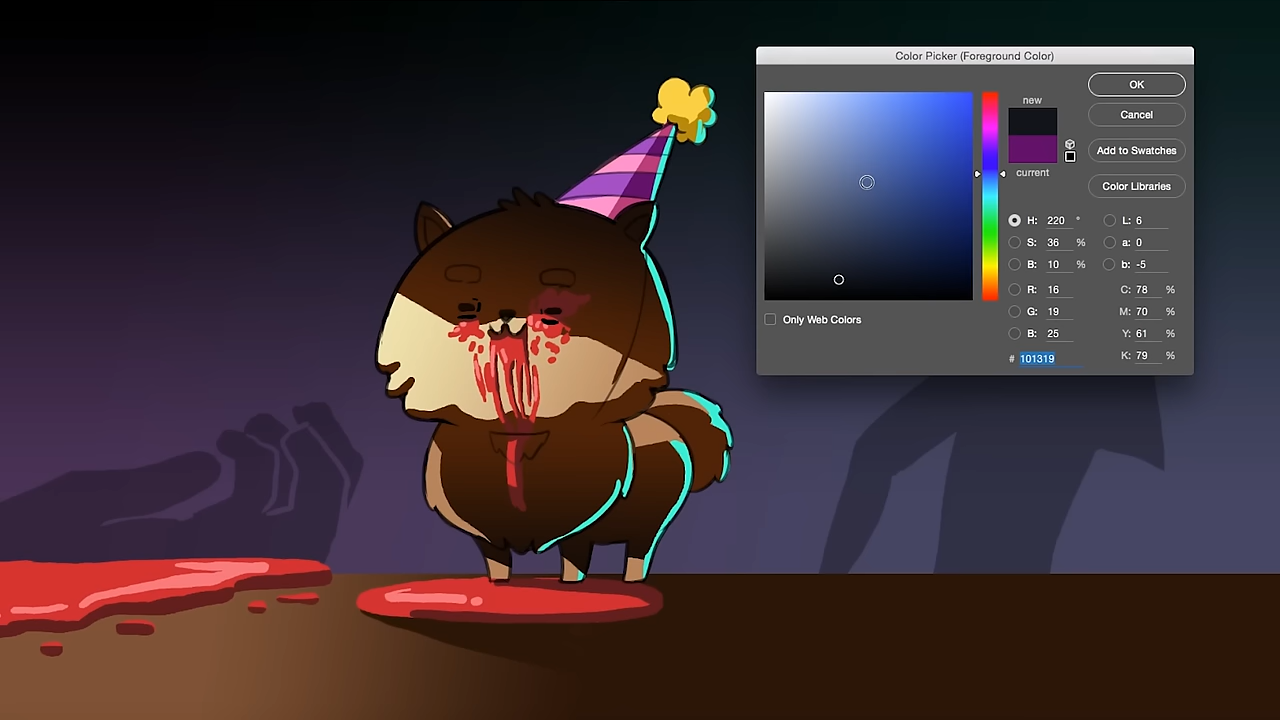 Color Picker (Foreground Color)
new
current
OK
Cancel
Add to Swatches
Color Libraries
H: 220 °
S: 36 %
B: 10 %
R: 16
G: 19
B: 25
# 101319
L: 6
a: 0
b: -5
C: 78 %
M: 70 %
Y: 61 %
K: 79 %
Only Web Colors